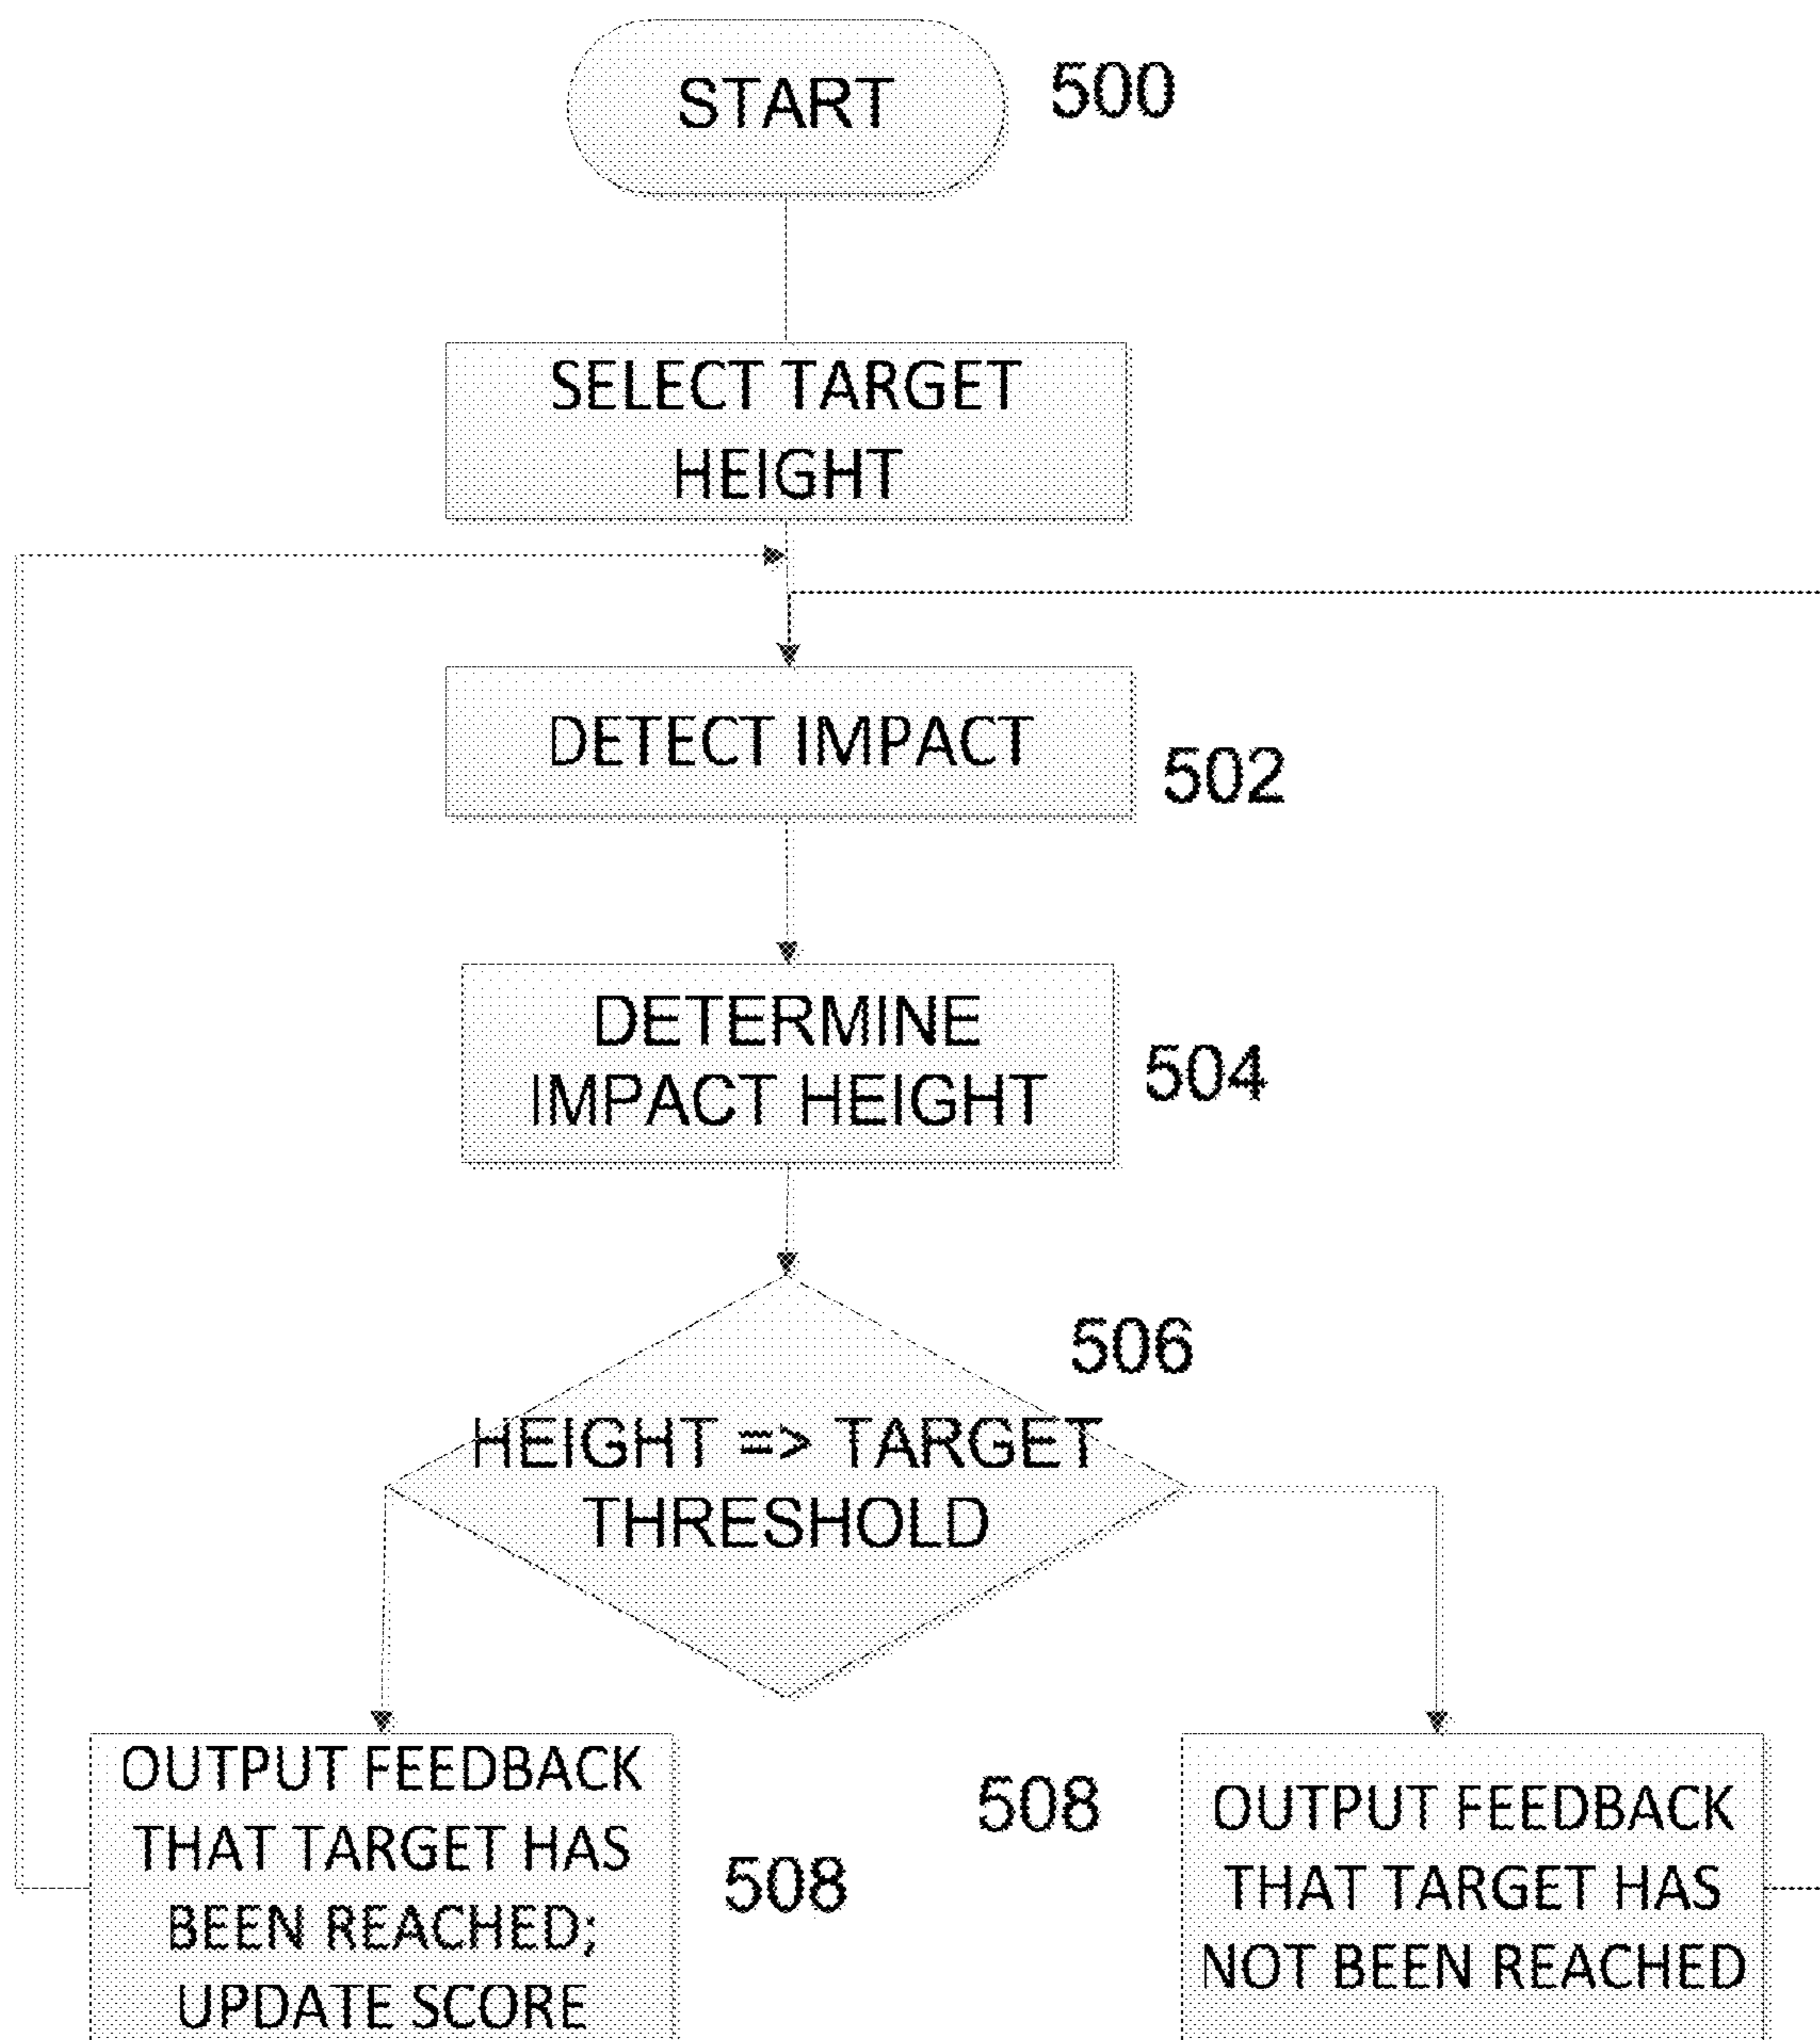 START
500
SELECT TARGET
HEIGHT
DETECT IMPACT
502
DETERMINE
IMPACT HEIGHT
504
506
HEIGHT => TARGET
THRESHOLD
OUTPUT FEEDBACK
THAT TARGET HAS
BEEN REACHED;
UPDATE SCORE
508
508
OUTPUT FEEDBACK
THAT TARGET HAS
NOT BEEN REACHED